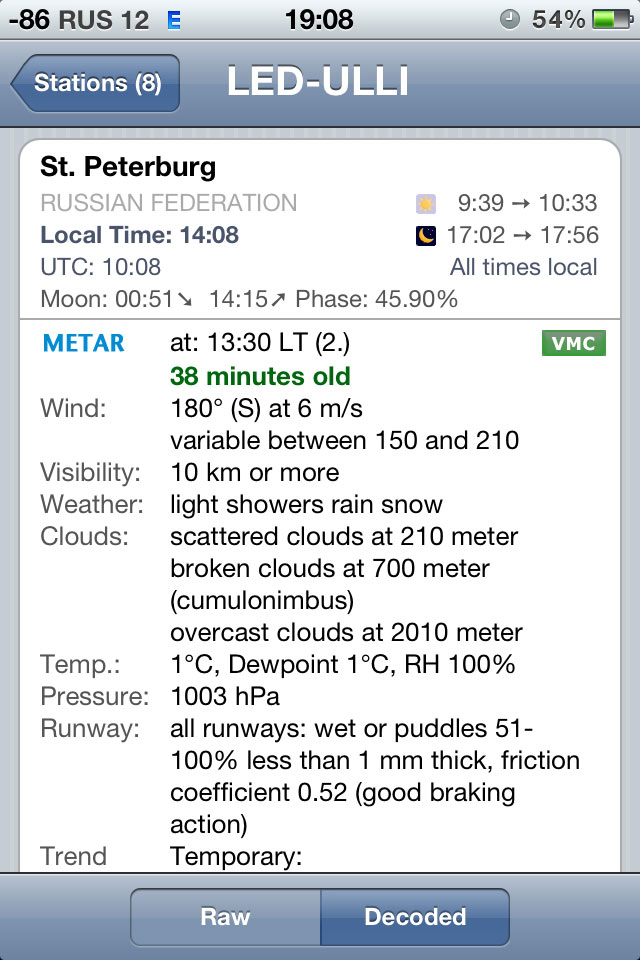 -86 RUS 12 E 19:08 54%
Stations (8) LED-ULLI
St. Peterburg
RUSSIAN FEDERATION 9:39 → 10:33
Local Time: 14:08 17:02 → 17:56
UTC: 10:08 All times local
Moon: 00:51↘ 14:15↗ Phase: 45.90%
METAR at: 13:30 LT (2.) VMC
38 minutes old
Wind: 180° (S) at 6 m/s
variable between 150 and 210
Visibility: 10 km or more
Weather: light showers rain snow
Clouds: scattered clouds at 210 meter
broken clouds at 700 meter
(cumulonimbus)
overcast clouds at 2010 meter
Temp.: 1°C, Dewpoint 1°C, RH 100%
Pressure: 1003 hPa
Runway: all runways: wet or puddles 51-
100% less than 1 mm thick, friction
coefficient 0.52 (good braking
action)
Trend Temporary:
Raw Decoded